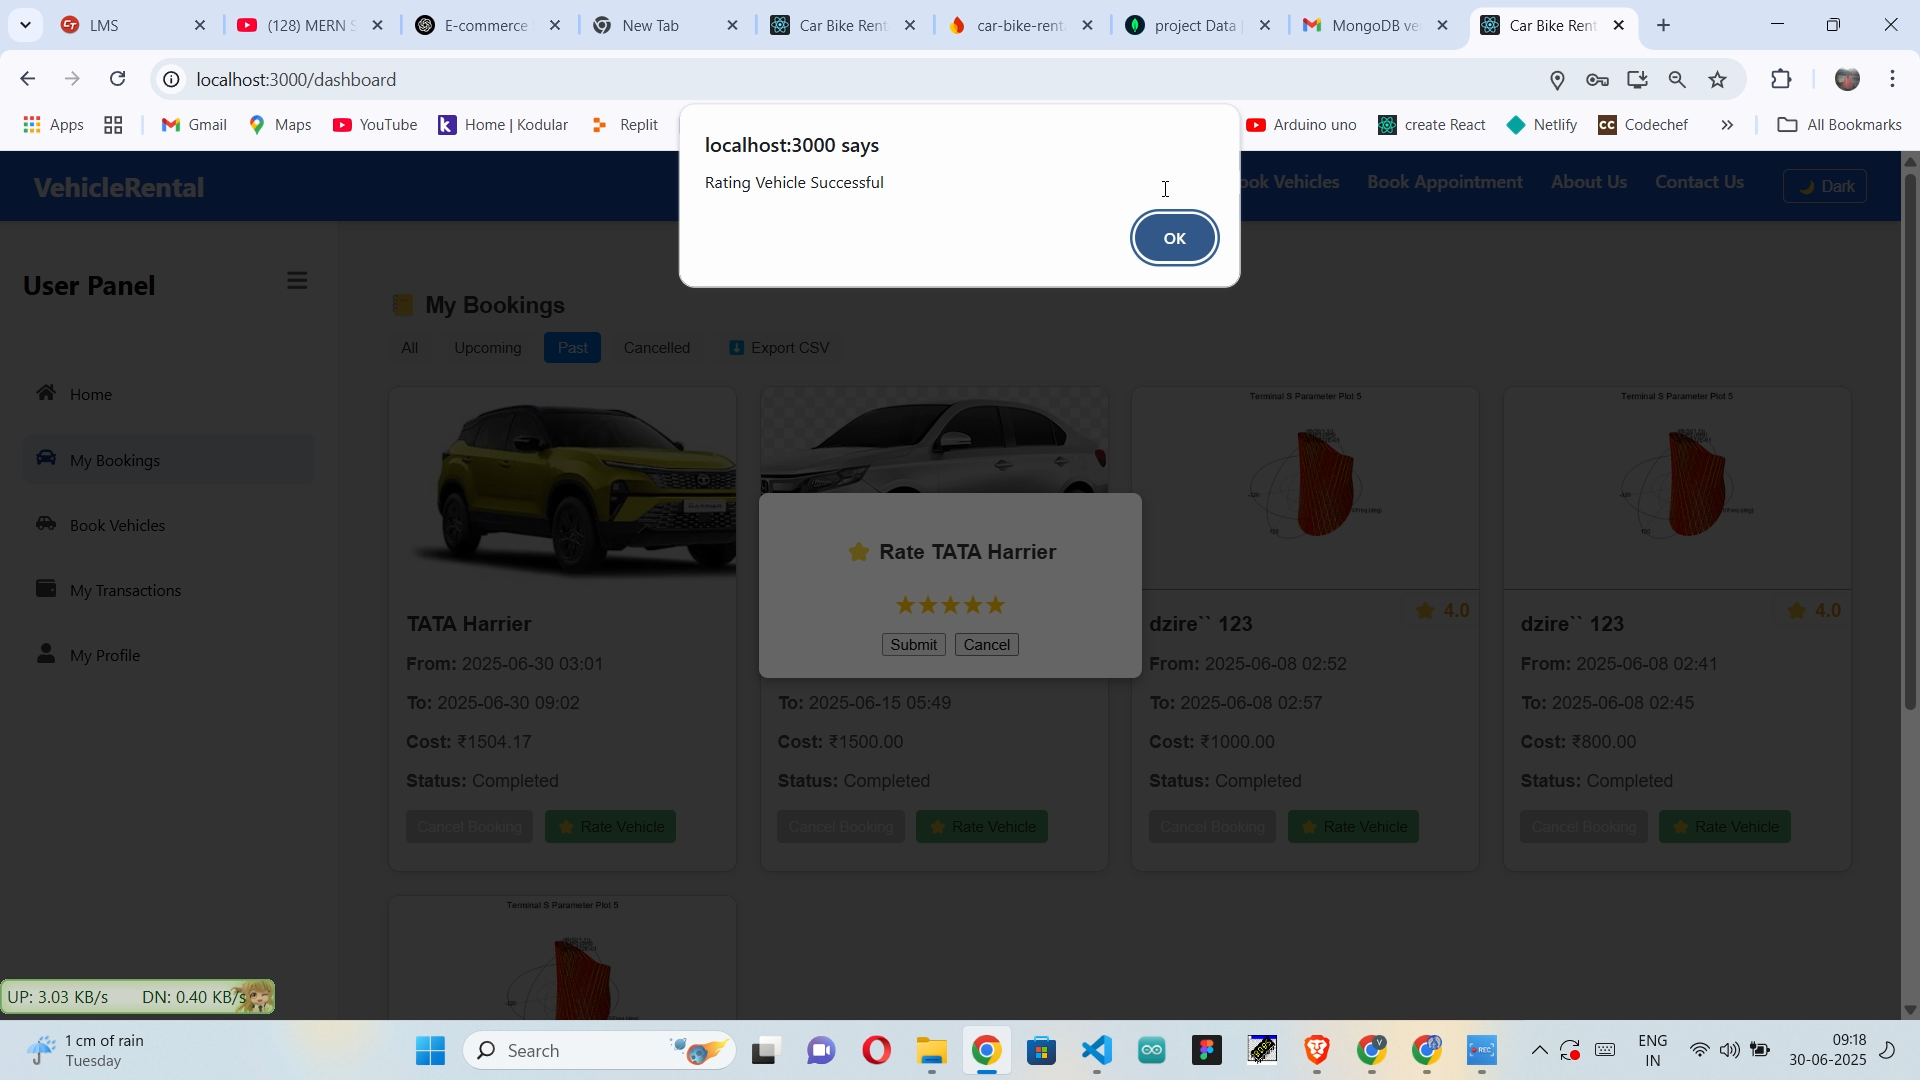 LMS
(128) MERN S
E-commerce
New Tab
Car Bike Rent
car-bike-rent
project Data
MongoDB ve
Car Bike Rent
localhost:3000/dashboard
Apps
Gmail
Maps
YouTube
Home | Kodular
Replit
Arduino uno
create React
Netlify
CC Codechef
All Bookmarks
localhost:3000 says
Rating Vehicle Successful
OK
VehicleRental
ook Vehicles
Book Appointment
About Us
Contact Us
Dark
User Panel
Home
My Bookings
Book Vehicles
My Transactions
My Profile
My Bookings
All
Upcoming
Past
Cancelled
Export CSV
TATA Harrier
From: 2025-06-30 03:01
To: 2025-06-30 09:02
Cost: ₹1504.17
Status: Completed
Cancel Booking
Rate Vehicle
Rate TATA Harrier
Submit
Cancel
To: 2025-06-15 05:49
Cost: ₹1500.00
Status: Completed
Cancel Booking
Rate Vehicle
Terminal S Parameter Plot 5
dzire`` 123
4.0
From: 2025-06-08 02:52
To: 2025-06-08 02:57
Cost: ₹1000.00
Status: Completed
Cancel Booking
Rate Vehicle
Terminal S Parameter Plot 5
dzire`` 123
4.0
From: 2025-06-08 02:41
To: 2025-06-08 02:45
Cost: ₹800.00
Status: Completed
Cancel Booking
Rate Vehicle
Terminal S Parameter Plot 5
UP: 3.03 KB/s DN: 0.40 KB/s
1 cm of rain
Tuesday
Search
REC
ENG
IN
09:18
30-06-2025